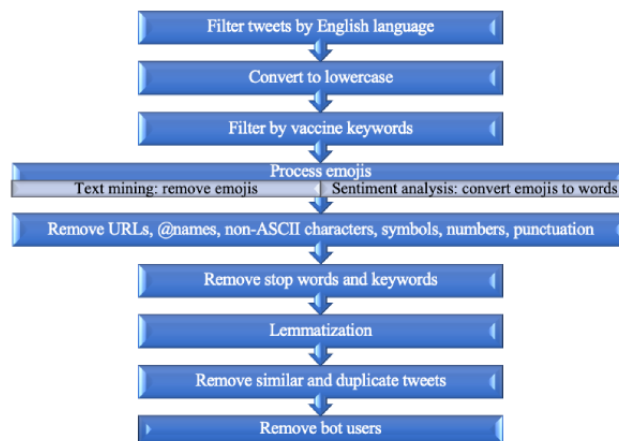 Filter tweets by English language
Convert to lowercase
Filter by vaccine keywords
Process emojis
Text mining: remove emojis
Sentiment analysis: convert emojis to words
Remove URLs, @names, non-ASCII characters, symbols, numbers, punctuation
Remove stop words and keywords
Lemmatization
Remove similar and duplicate tweets
Remove bot users